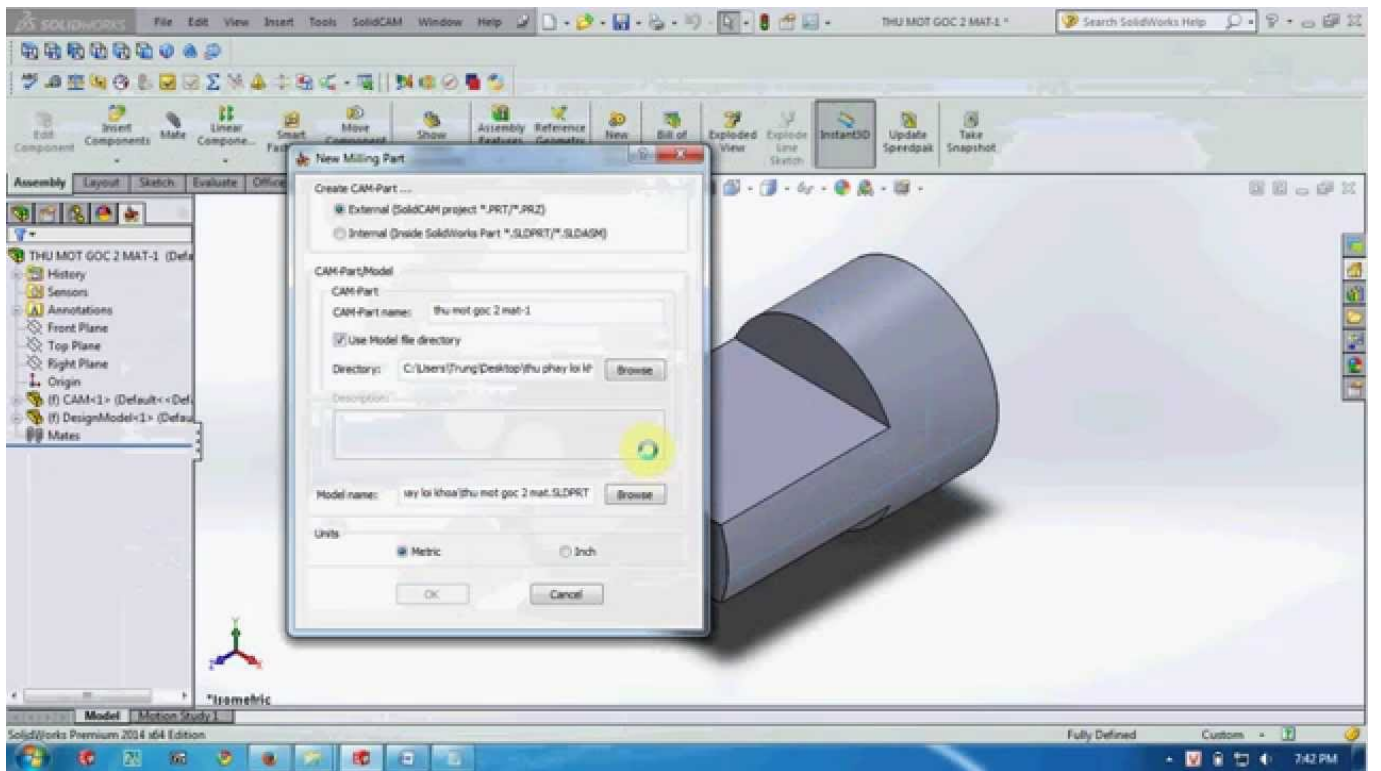 SOLIDWORKS File Edit View Insert Tools SolidCAM Window Help THU MOT GOC 2 MAT-1 * Search SolidWorks Help
Edit Component Insert Components Mate Linear Compone... Smart Move Component Show Assembly Features Reference Geometry New Bill of Exploded View Explode Line Sketch Instant3D Update Speedpak Take Snapshot
New Milling Part
Assembly Layout Sketch Evaluate Office
Create CAM-Part ...
External (SolidCAM project *.PRT/*.PRZ)
Internal (Inside SolidWorks Part *.SLDPRT/*.SLDASM)
THU MOT GOC 2 MAT-1 (Defa
History
Sensors
A Annotations
Front Plane
Top Plane
Right Plane
Origin
(f) CAM<1> (Default<<Def
(f) DesignModel<1> (Defau
Mates
CAM-Part/Model
CAM-Part
CAM-Part name: thu mot goc 2 mat-1
Use Model file directory
Directory: C:\Users\Trung\Desktop\thu phay loi kh Browse
Description:
Model name: hay loi khoa\thu mot goc 2 mat.SLDPRT Browse
Units
Metric Inch
OK Cancel
Y
Z X
*Isometric
Model Motion Study 1
SolidWorks Premium 2014 x64 Edition Fully Defined Custom
7:42 PM